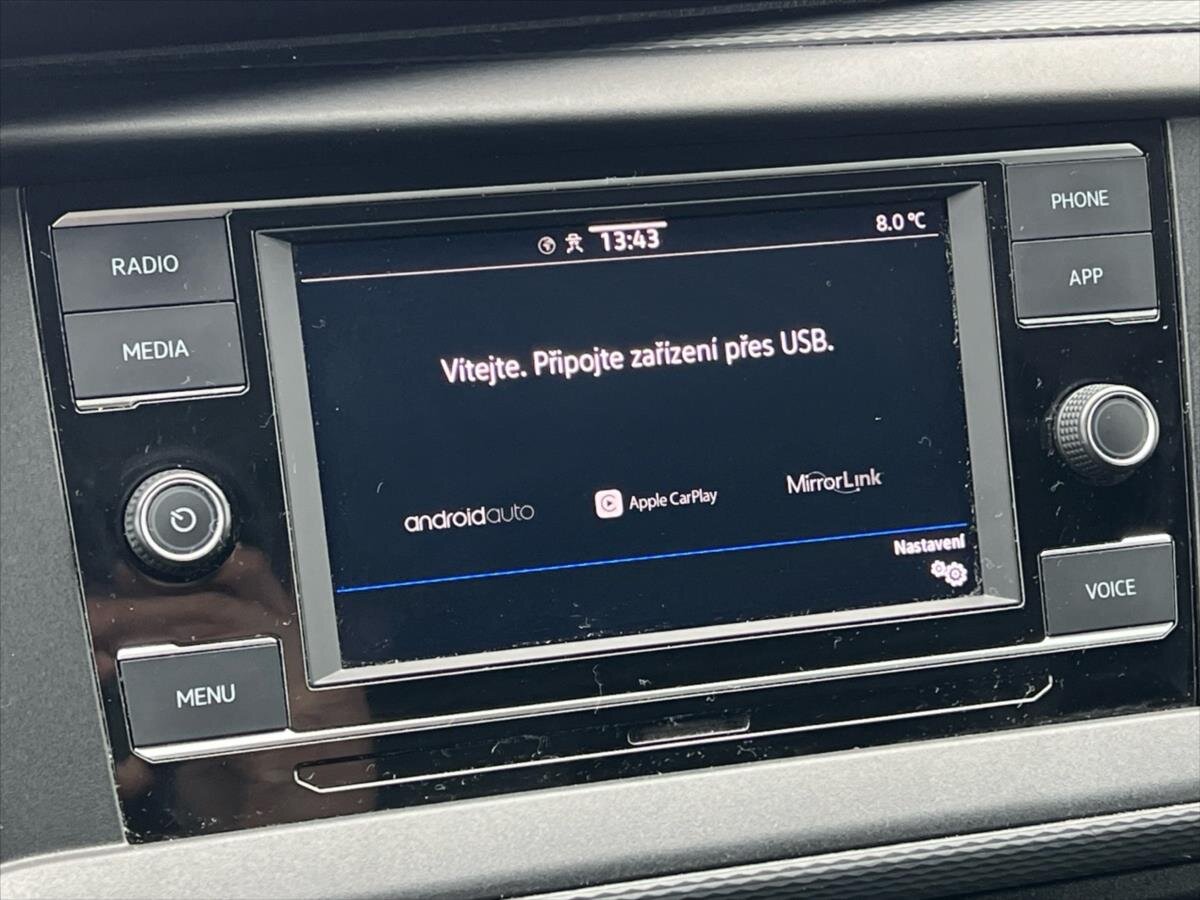 13:43
8.0 °C
RADIO
MEDIA
PHONE
APP
Vítejte. Připojte zařízení přes USB.
androidauto
Apple CarPlay
MirrorLink
Nastavení
MENU
VOICE